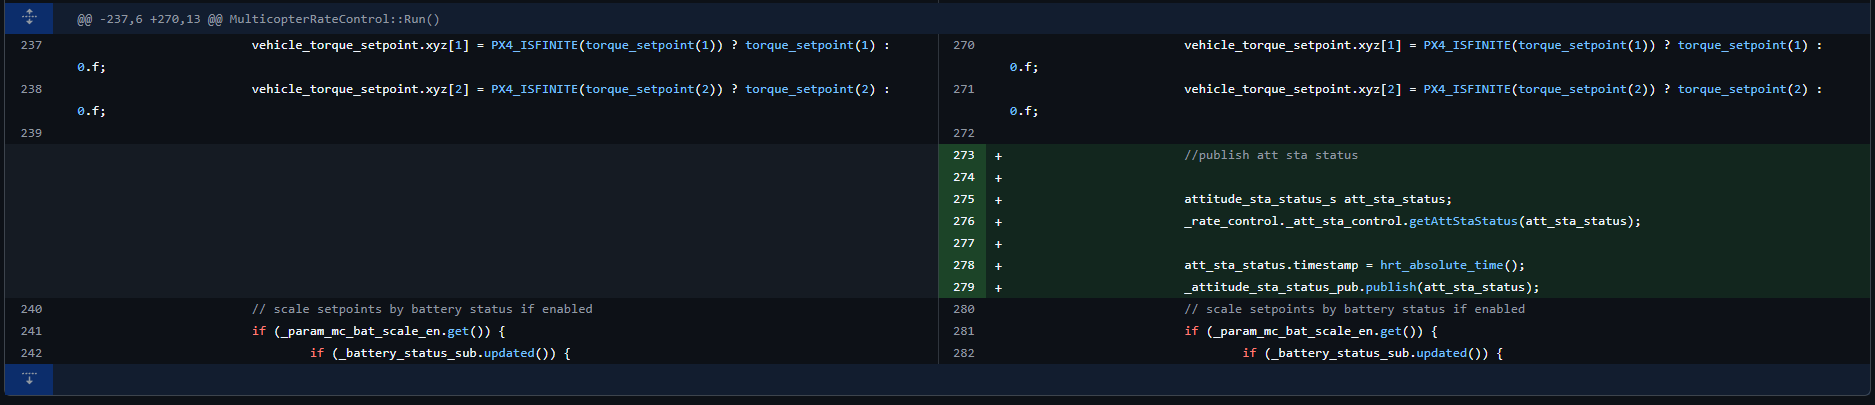 @@ -237,6 +270,13 @@ MulticopterRateControl::Run()
237 vehicle_torque_setpoint.xyz[1] = PX4_ISFINITE(torque_setpoint(1)) ? torque_setpoint(1) :
0.f;
238 vehicle_torque_setpoint.xyz[2] = PX4_ISFINITE(torque_setpoint(2)) ? torque_setpoint(2) :
0.f;
239
240 // scale setpoints by battery status if enabled
241 if (_param_mc_bat_scale_en.get()) {
242 if (_battery_status_sub.updated()) {
270 vehicle_torque_setpoint.xyz[1] = PX4_ISFINITE(torque_setpoint(1)) ? torque_setpoint(1) :
0.f;
271 vehicle_torque_setpoint.xyz[2] = PX4_ISFINITE(torque_setpoint(2)) ? torque_setpoint(2) :
0.f;
272
273 + //publish att sta status
274 +
275 + attitude_sta_status_s att_sta_status;
276 + _rate_control._att_sta_control.getAttStaStatus(att_sta_status);
277 +
278 + att_sta_status.timestamp = hrt_absolute_time();
279 + _attitude_sta_status_pub.publish(att_sta_status);
280 // scale setpoints by battery status if enabled
281 if (_param_mc_bat_scale_en.get()) {
282 if (_battery_status_sub.updated()) {